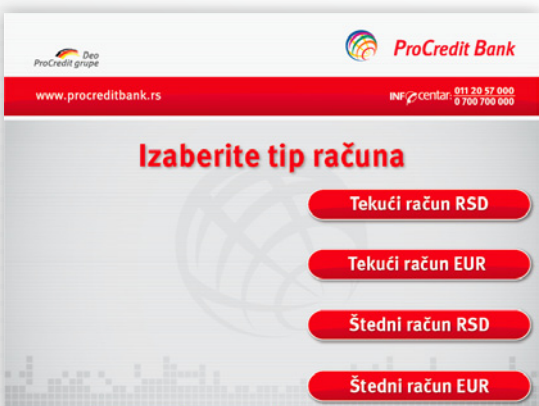 Deo
ProCredit grupe
ProCredit Bank
www.procreditbank.rs
INFOcentar: 011 20 57 000
0 700 700 000
Izaberite tip računa
Tekući račun RSD
Tekući račun EUR
Štedni račun RSD
Štedni račun EUR